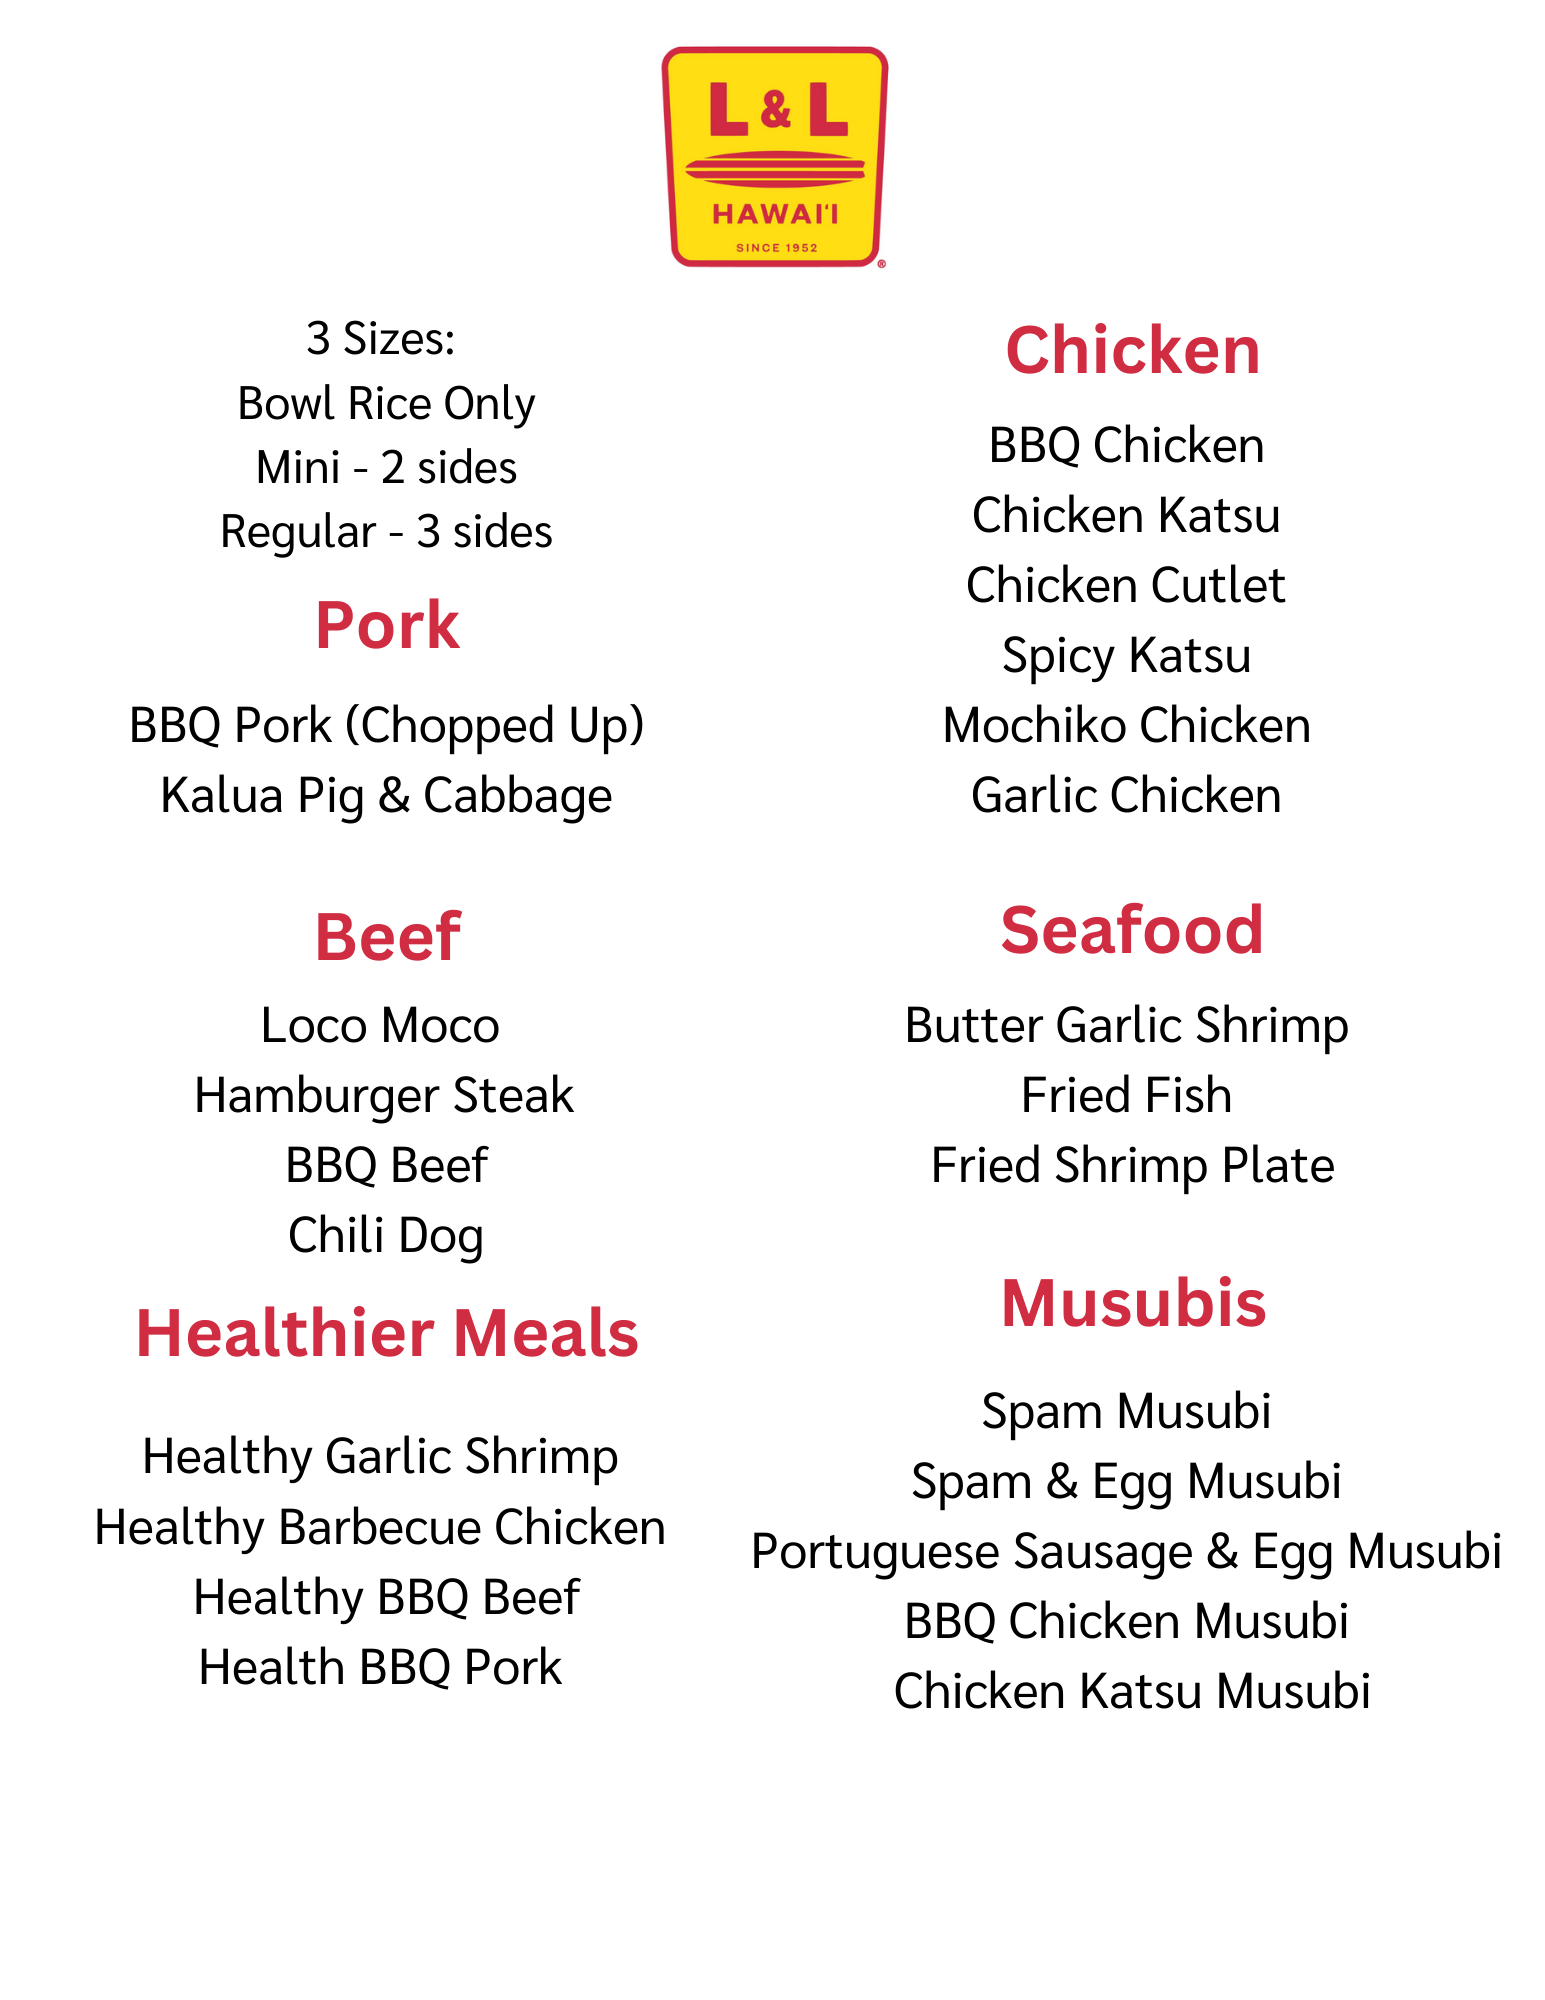 L & L
HAWAI‘I
SINCE 1952
®
3 Sizes:
Bowl Rice Only
Mini - 2 sides
Regular - 3 sides
Pork
BBQ Pork (Chopped Up)
Kalua Pig & Cabbage
Beef
Loco Moco
Hamburger Steak
BBQ Beef
Chili Dog
Healthier Meals
Healthy Garlic Shrimp
Healthy Barbecue Chicken
Healthy BBQ Beef
Health BBQ Pork
Chicken
BBQ Chicken
Chicken Katsu
Chicken Cutlet
Spicy Katsu
Mochiko Chicken
Garlic Chicken
Seafood
Butter Garlic Shrimp
Fried Fish
Fried Shrimp Plate
Musubis
Spam Musubi
Spam & Egg Musubi
Portuguese Sausage & Egg Musubi
BBQ Chicken Musubi
Chicken Katsu Musubi